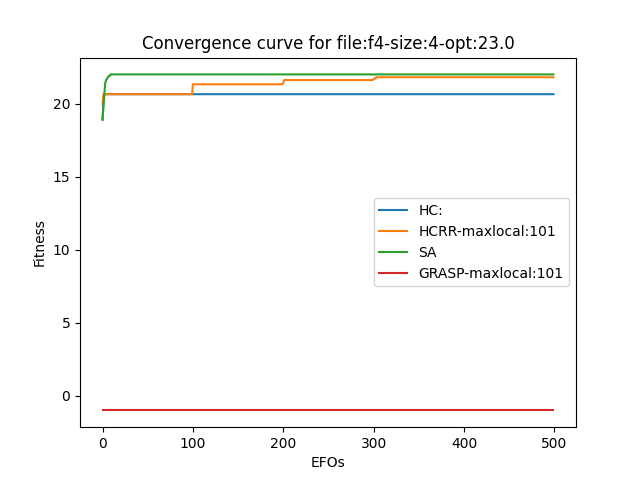 Convergence curve for file:f4-size:4-opt:23.0
Fitness
20
15
10
5
0
HC:
HCRR-maxlocal:101
SA
GRASP-maxlocal:101
0 100 200 300 400 500
EFOs